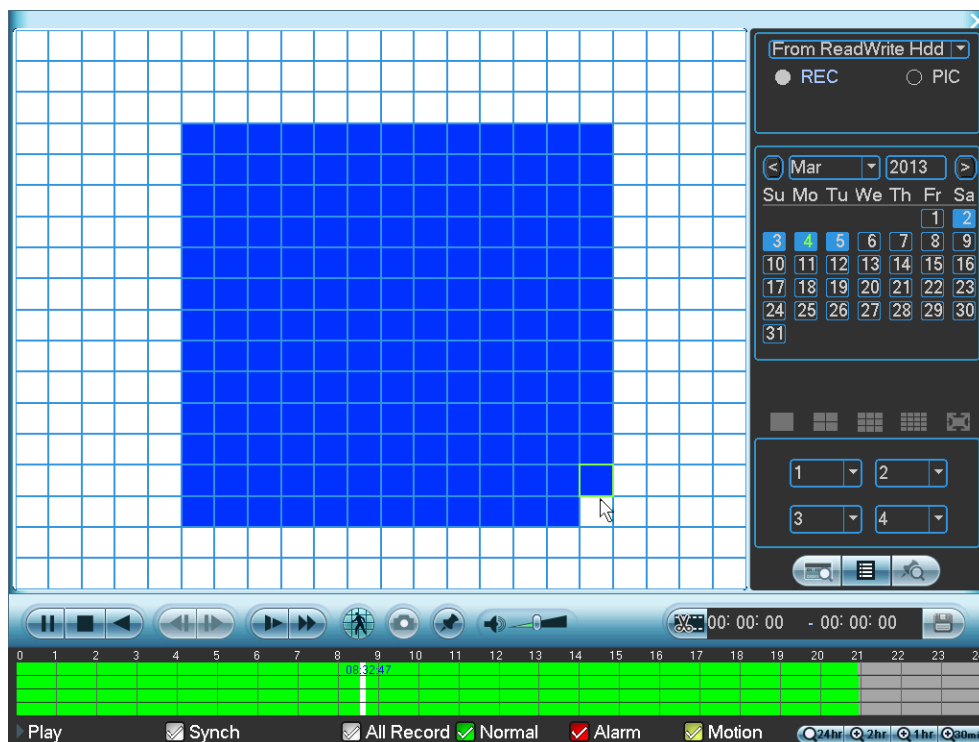 From ReadWrite Hdd
REC PIC
< Mar 2013 >
Su Mo Tu We Th Fr Sa
1 2
3 4 5 6 7 8 9
10 11 12 13 14 15 16
17 18 19 20 21 22 23
24 25 26 27 28 29 30
31
1 2
3 4
00: 00: 00 - 00: 00: 00
0 1 2 3 4 5 6 7 8 9 10 11 12 13 14 15 16 17 18 19 20 21 22 23
08:32:47
Play Synch All Record Normal Alarm Motion 24hr 2hr 1hr